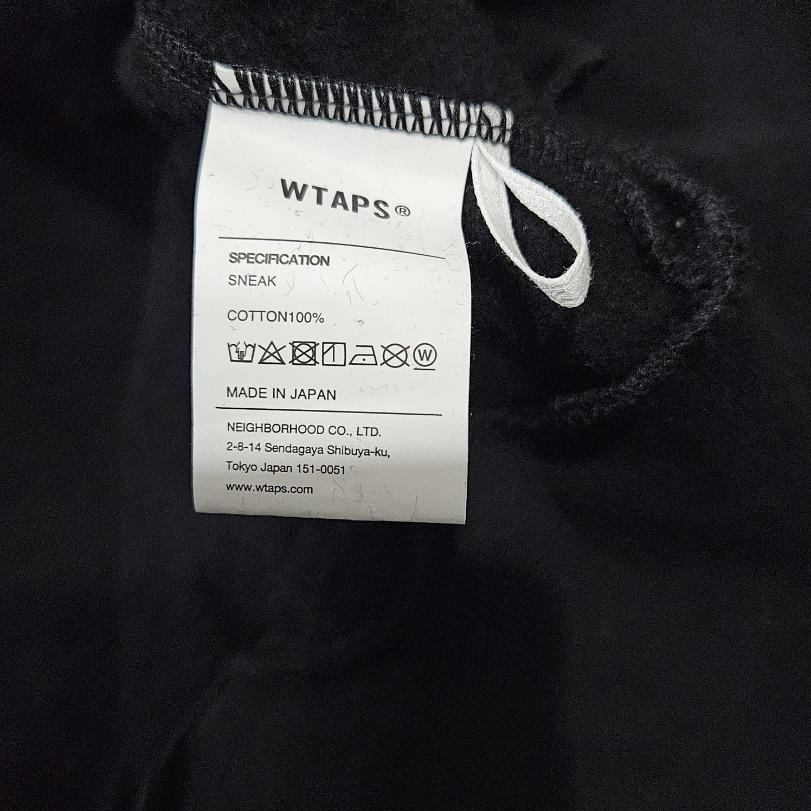 WTAPS®
SPECIFICATION
SNEAK
COTTON100%
W
MADE IN JAPAN
NEIGHBORHOOD CO., LTD.
2-8-14 Sendagaya Shibuya-ku,
Tokyo Japan 151-0051
www.wtaps.com